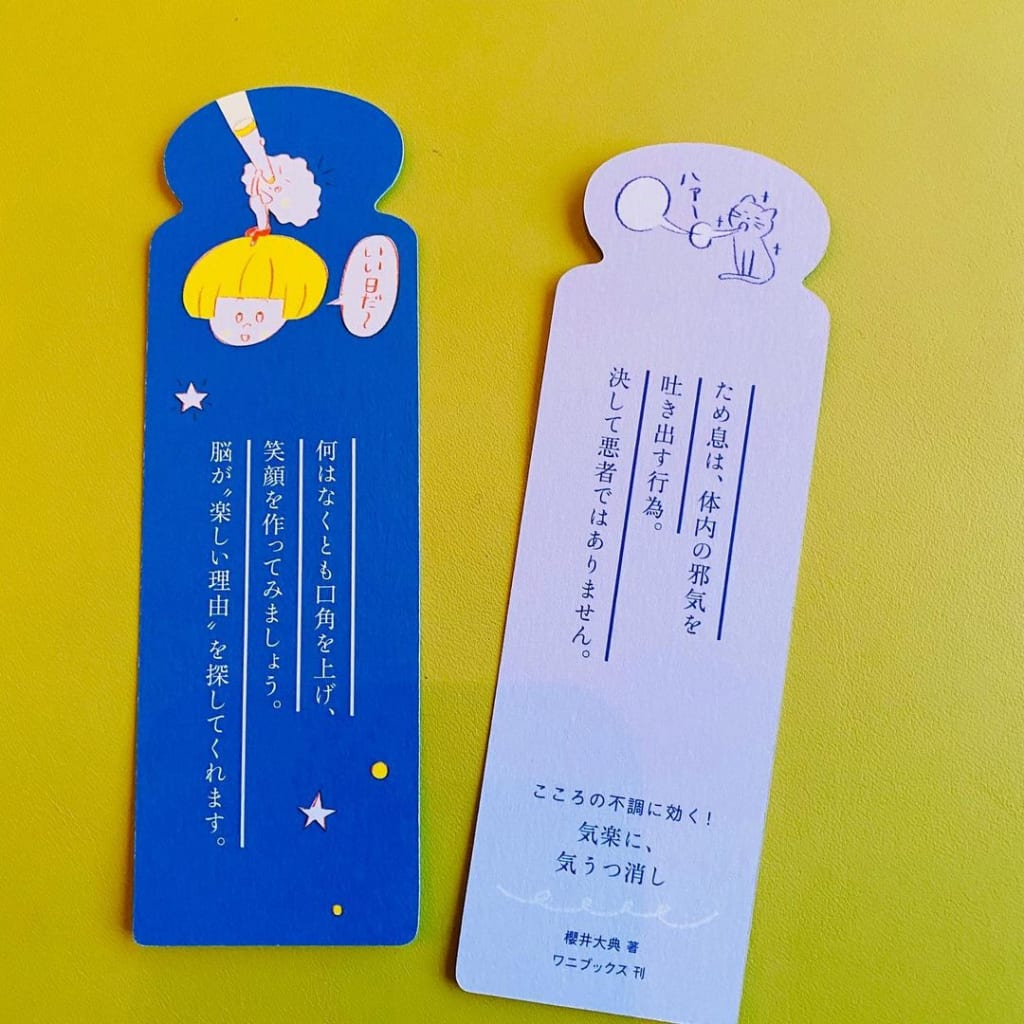 いい日だ〜
何はなくとも口角を上げ、
笑顔を作ってみましょう。
脳が〝楽しい理由〟を探してくれます。
ハァー
ため息は、体内の邪気を
吐き出す行為。
決して悪者ではありません。
こころの不調に効く!
気楽に、
気うつ消し
櫻井大典 著
ワニブックス 刊